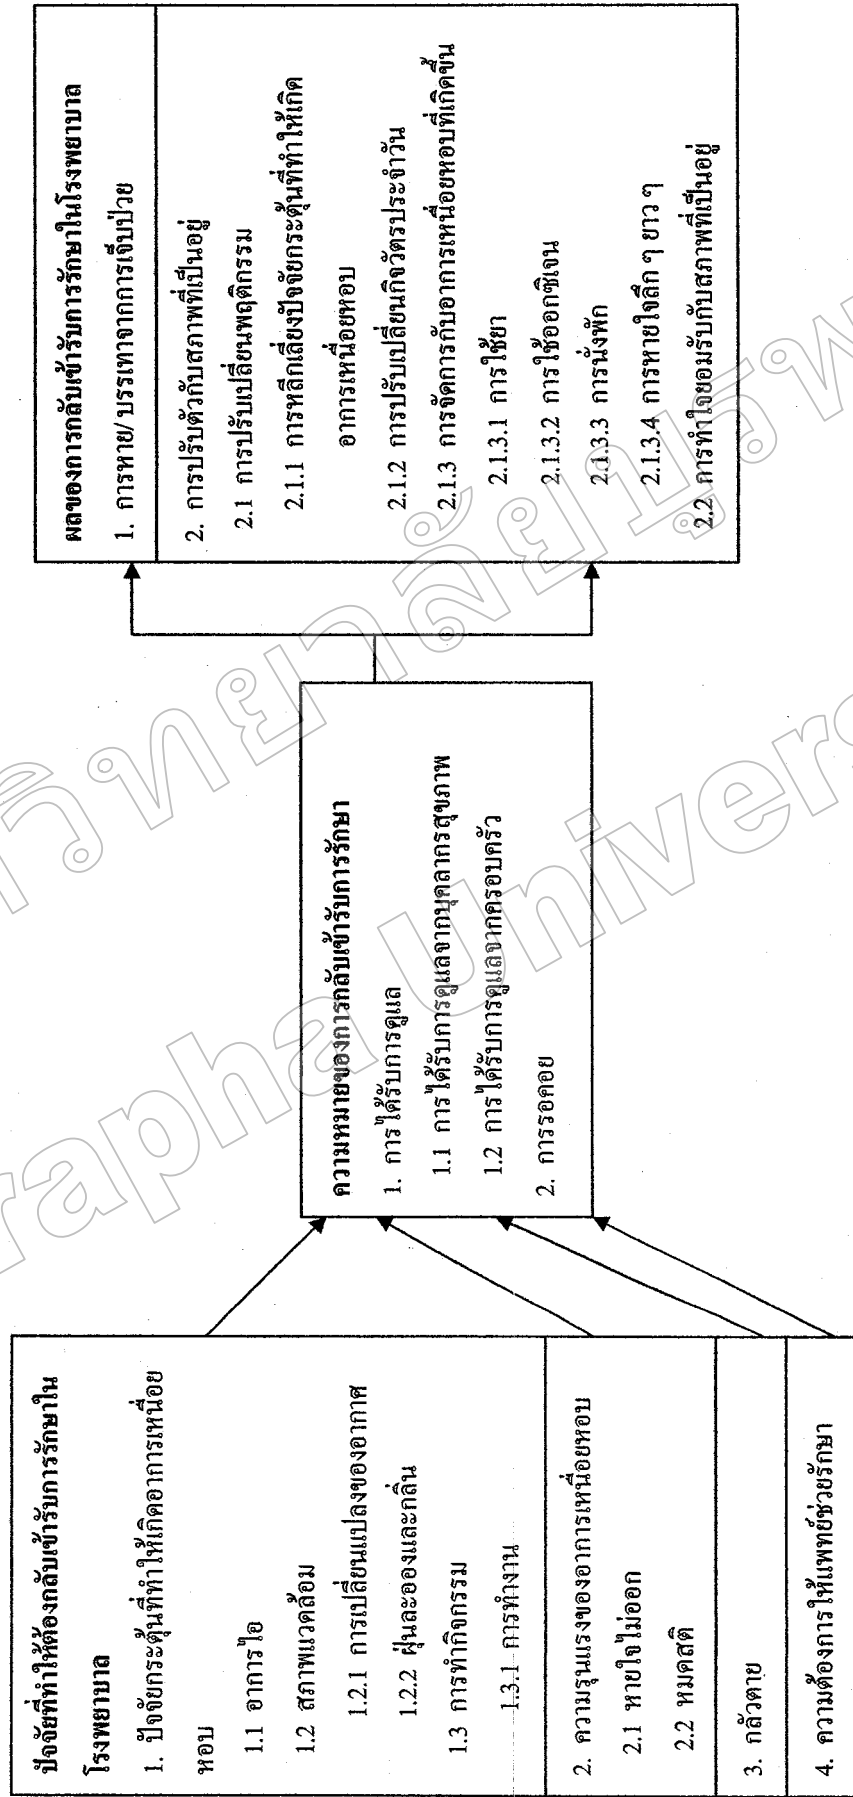 ปัจจัยที่ทำให้ต้องกลับเข้ารับการรักษาใน
โรงพยาบาล
1. ปัจจัยกระตุ้นที่ทำให้เกิดอาการเหนื่อย
หอบ
1.1 อาการไอ
1.2 สภาพแวดล้อม
1.2.1 การเปลี่ยนแปลงของอากาศ
1.2.2 ฝุ่นละอองและกลิ่น
1.3 การทำกิจกรรม
1.3.1 การทำงาน
2. ความรุนแรงของอาการเหนื่อยหอบ
2.1 หายใจไม่ออก
2.2 หมดสติ
3. กลัวตาย
4. ความต้องการให้แพทย์ช่วยรักษา
ความหมายของการกลับเข้ารับการรักษา
1. การได้รับการดูแล
1.1 การได้รับการดูแลจากบุคลากรสุขภาพ
1.2 การได้รับการดูแลจากครอบครัว
2. การรอคอย
ผลของการกลับเข้ารับการรักษาในโรงพยาบาล
1. การหาย/ บรรเทาจากการเจ็บป่วย
2. การปรับตัวกับสภาพที่เป็นอยู่
2.1 การปรับเปลี่ยนพฤติกรรม
2.1.1 การหลีกเลี่ยงปัจจัยกระตุ้นที่ทำให้เกิด
อาการเหนื่อยหอบ
2.1.2 การปรับเปลี่ยนกิจวัตรประจำวัน
2.1.3 การจัดการกับอาการเหนื่อยหอบที่เกิดขึ้น
2.1.3.1 การใช้ยา
2.1.3.2 การใช้ออกซิเจน
2.1.3.3 การนั่งพัก
2.1.3.4 การหายใจลึก ๆ ยาว ๆ
2.2 การทำใจยอมรับกับสภาพที่เป็นอยู่